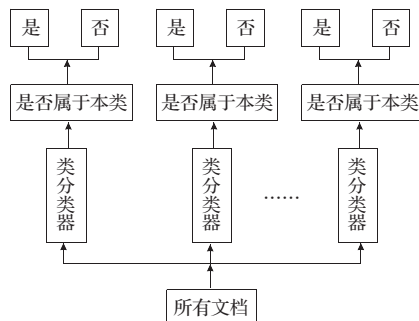 是 否 是 否 是 否
是否属于本类 是否属于本类 是否属于本类
类分类器 类分类器 …… 类分类器
所有文档